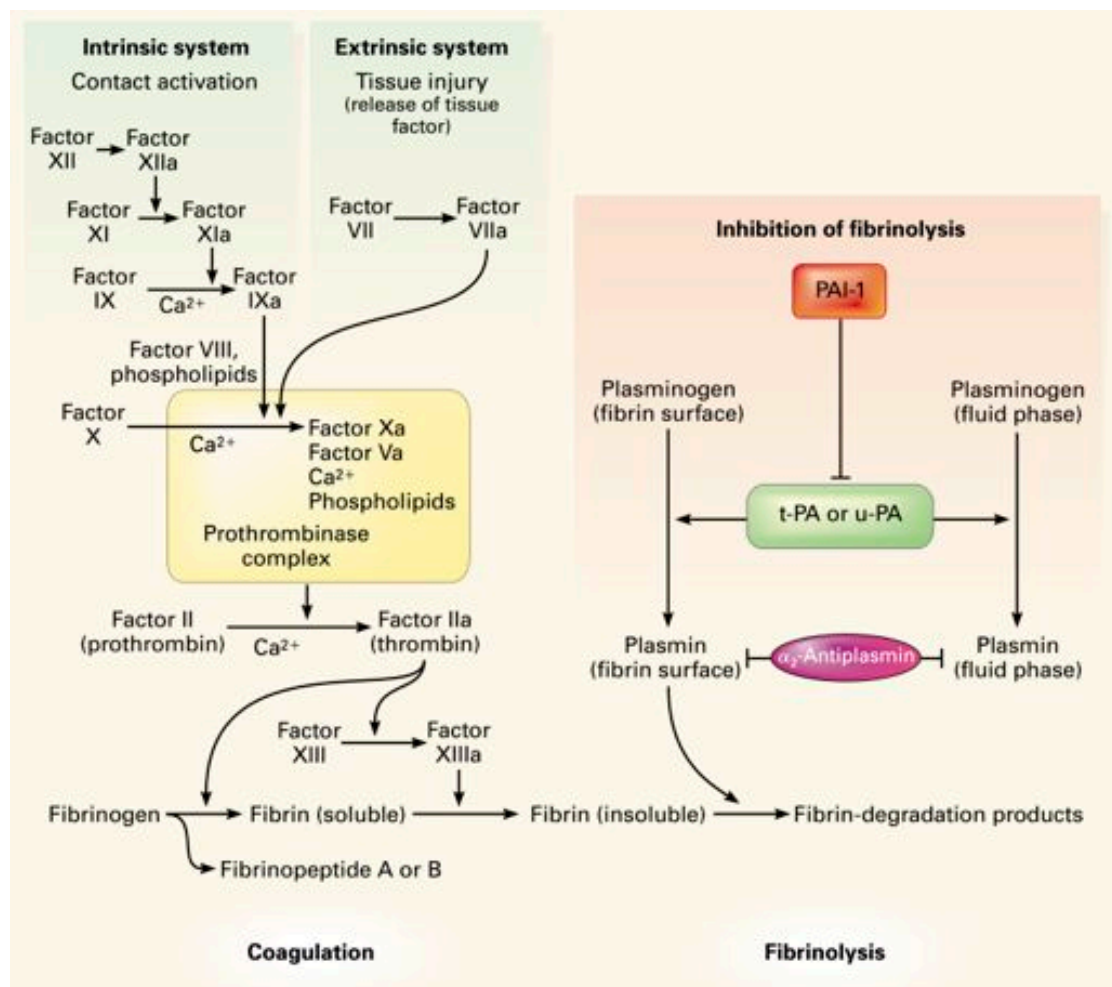 Intrinsic system
Contact activation
Extrinsic system
Tissue injury
(release of tissue
factor)
Factor
XII
Factor
XIIa
Factor
XI
Factor
XIa
Factor
VII
Factor
VIIa
Factor
IX
Ca²⁺
Factor
IXa
Factor VIII,
phospholipids
Factor
X
Ca²⁺
Factor Xa
Factor Va
Ca²⁺
Phospholipids
Prothrombinase
complex
Factor II
(prothrombin)
Ca²⁺
Factor IIa
(thrombin)
Factor
XIII
Factor
XIIIa
Fibrinogen
Fibrin (soluble)
Fibrin (insoluble)
Fibrin-degradation products
Fibrinopeptide A or B
Coagulation
Inhibition of fibrinolysis
PAI-1
Plasminogen
(fibrin surface)
Plasminogen
(fluid phase)
t-PA or u-PA
Plasmin
(fibrin surface)
α₂-Antiplasmin
Plasmin
(fluid phase)
Fibrinolysis